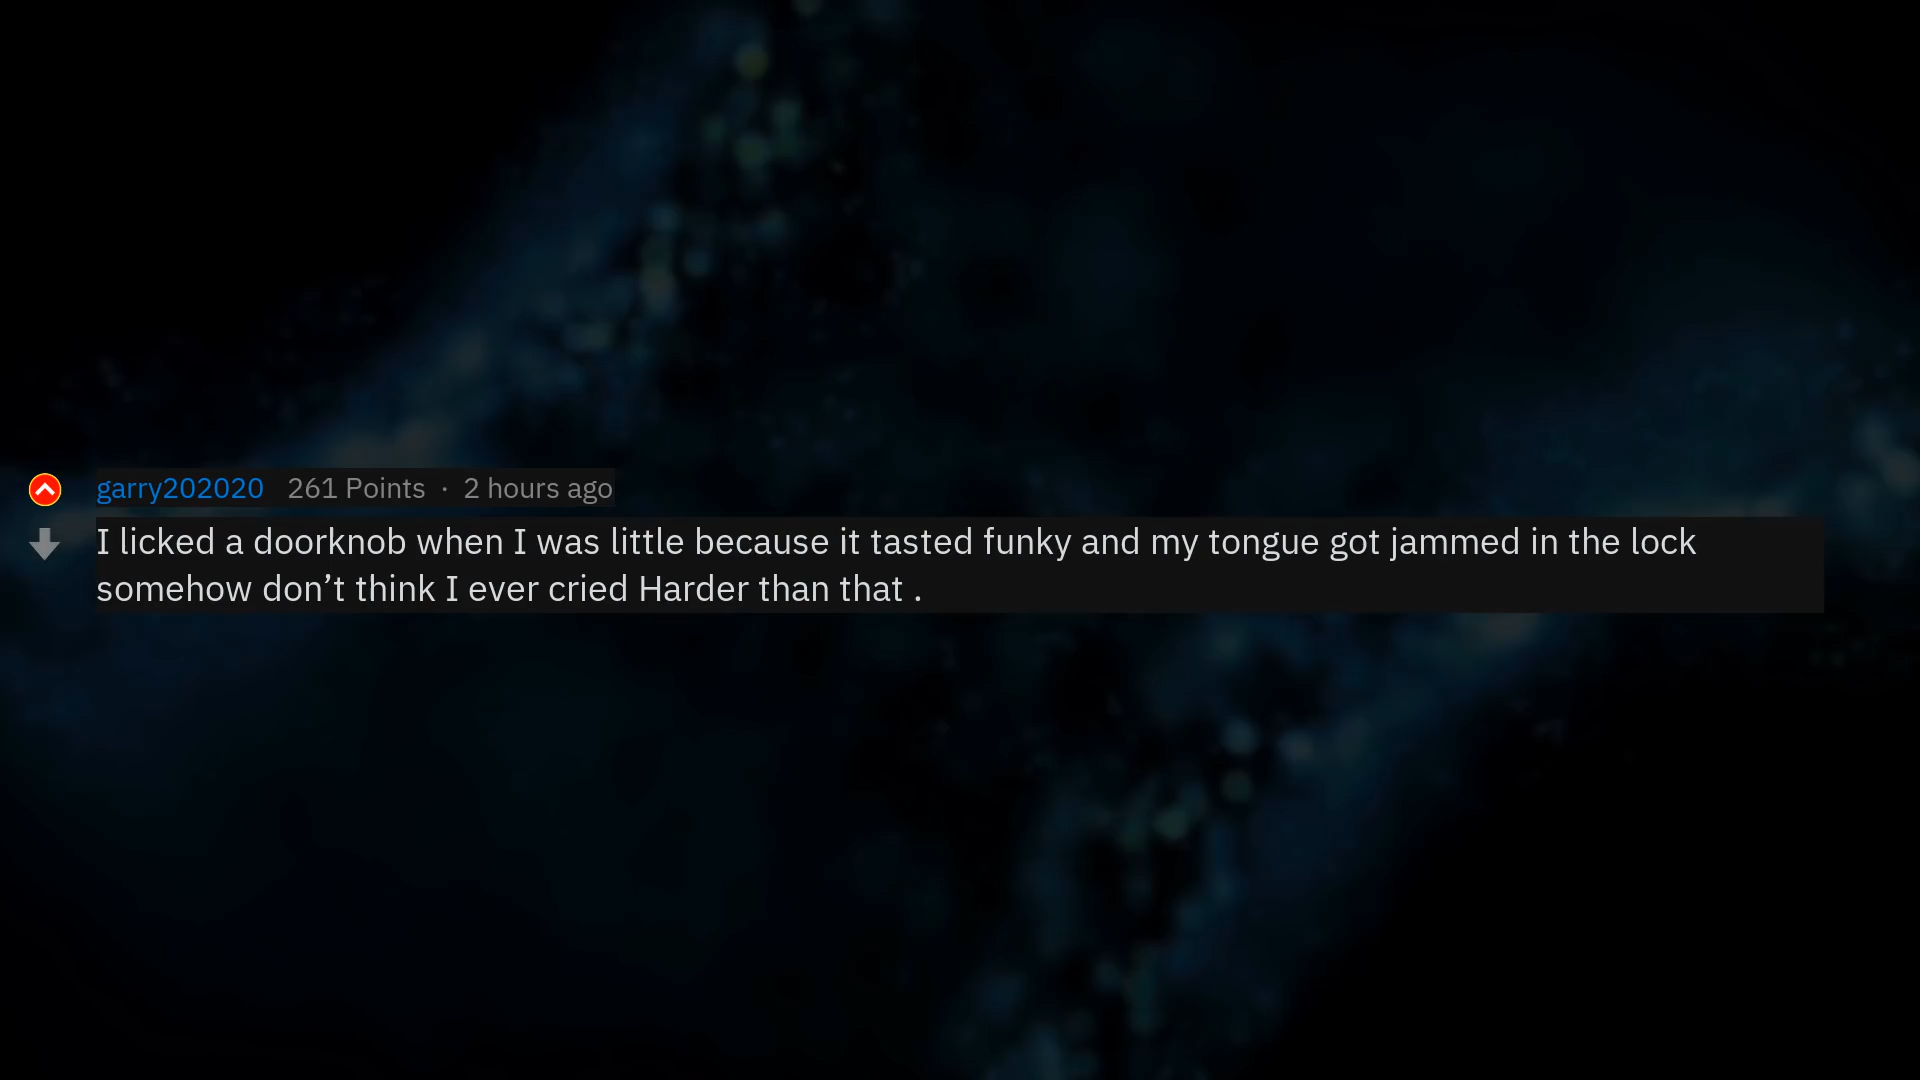 garry202020 261 Points · 2 hours ago
I licked a doorknob when I was little because it tasted funky and my tongue got jammed in the lock
somehow don’t think I ever cried Harder than that .